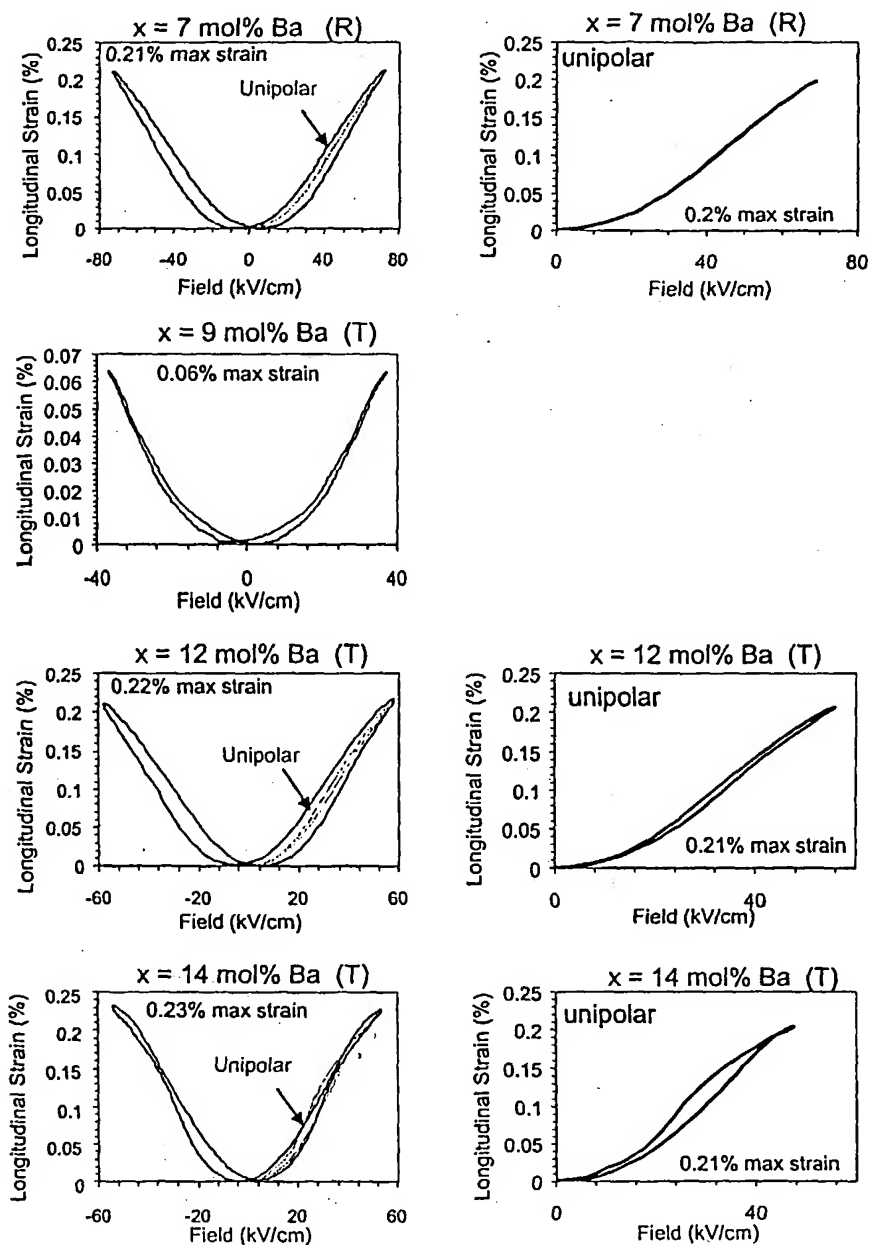 x = 7 mol% Ba (R)
0.25
0.21% max strain
0.2
Unipolar
0.15
0.1
0.05
0
-80 -40 0 40 80
Longitudinal Strain (%)
Field (kV/cm)
x = 7 mol% Ba (R)
0.25
unipolar
0.2
0.15
0.1
0.05
0.2% max strain
0
0 40 80
Longitudinal Strain (%)
Field (kV/cm)
x = 9 mol% Ba (T)
0.07
0.06% max strain
0.06
0.05
0.04
0.03
0.02
0.01
0
-40 0 40
Longitudinal Strain (%)
Field (kV/cm)
x = 12 mol% Ba (T)
0.25
0.22% max strain
0.2
0.15
Unipolar
0.1
0.05
0
-60 -20 20 60
Longitudinal Strain (%)
Field (kV/cm)
x = 12 mol% Ba (T)
0.25
unipolar
0.2
0.15
0.1
0.05
0.21% max strain
0
0 40
Longitudinal Strain (%)
Field (kV/cm)
x = 14 mol% Ba (T)
0.25
0.23% max strain
0.2
0.15
Unipolar
0.1
0.05
0
-60 -20 20 60
Longitudinal Strain (%)
Field (kV/cm)
x = 14 mol% Ba (T)
0.25
unipolar
0.2
0.15
0.1
0.05
0.21% max strain
0
0 40
Longitudinal Strain (%)
Field (kV/cm)